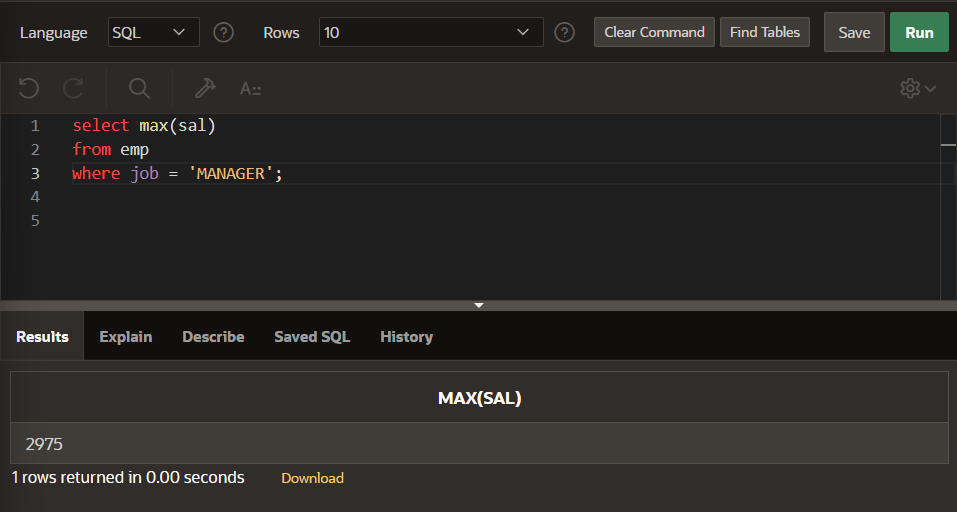 Language SQL ? Rows 10 ? Clear Command Find Tables Save Run
A::
1 select max(sal)
2 from emp
3 where job = 'MANAGER';
4
5
Results Explain Describe Saved SQL History
MAX(SAL)
2975
1 rows returned in 0.00 seconds Download